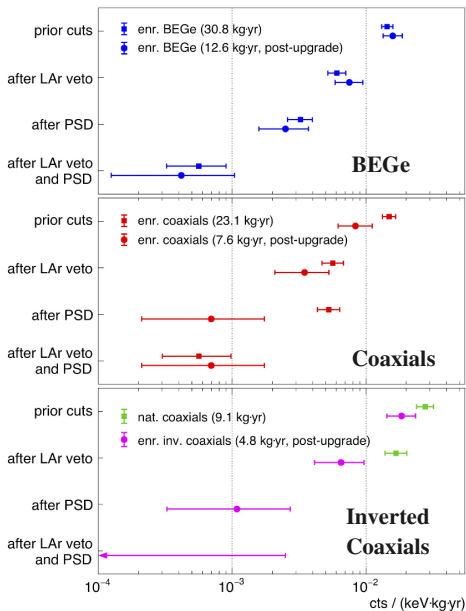 prior cuts
enr. BEGe (30.8 kg·yr)
enr. BEGe (12.6 kg·yr, post-upgrade)
after LAr veto
after PSD
after LAr veto
and PSD
BEGe
prior cuts
enr. coaxials (23.1 kg·yr)
enr. coaxials (7.6 kg·yr, post-upgrade)
after LAr veto
after PSD
after LAr veto
and PSD
Coaxials
prior cuts
nat. coaxials (9.1 kg·yr)
enr. inv. coaxials (4.8 kg·yr, post-upgrade)
after LAr veto
after PSD
Inverted
Coaxials
after LAr veto
and PSD
10⁻⁴ 10⁻³ 10⁻²
cts / (keV·kg·yr)